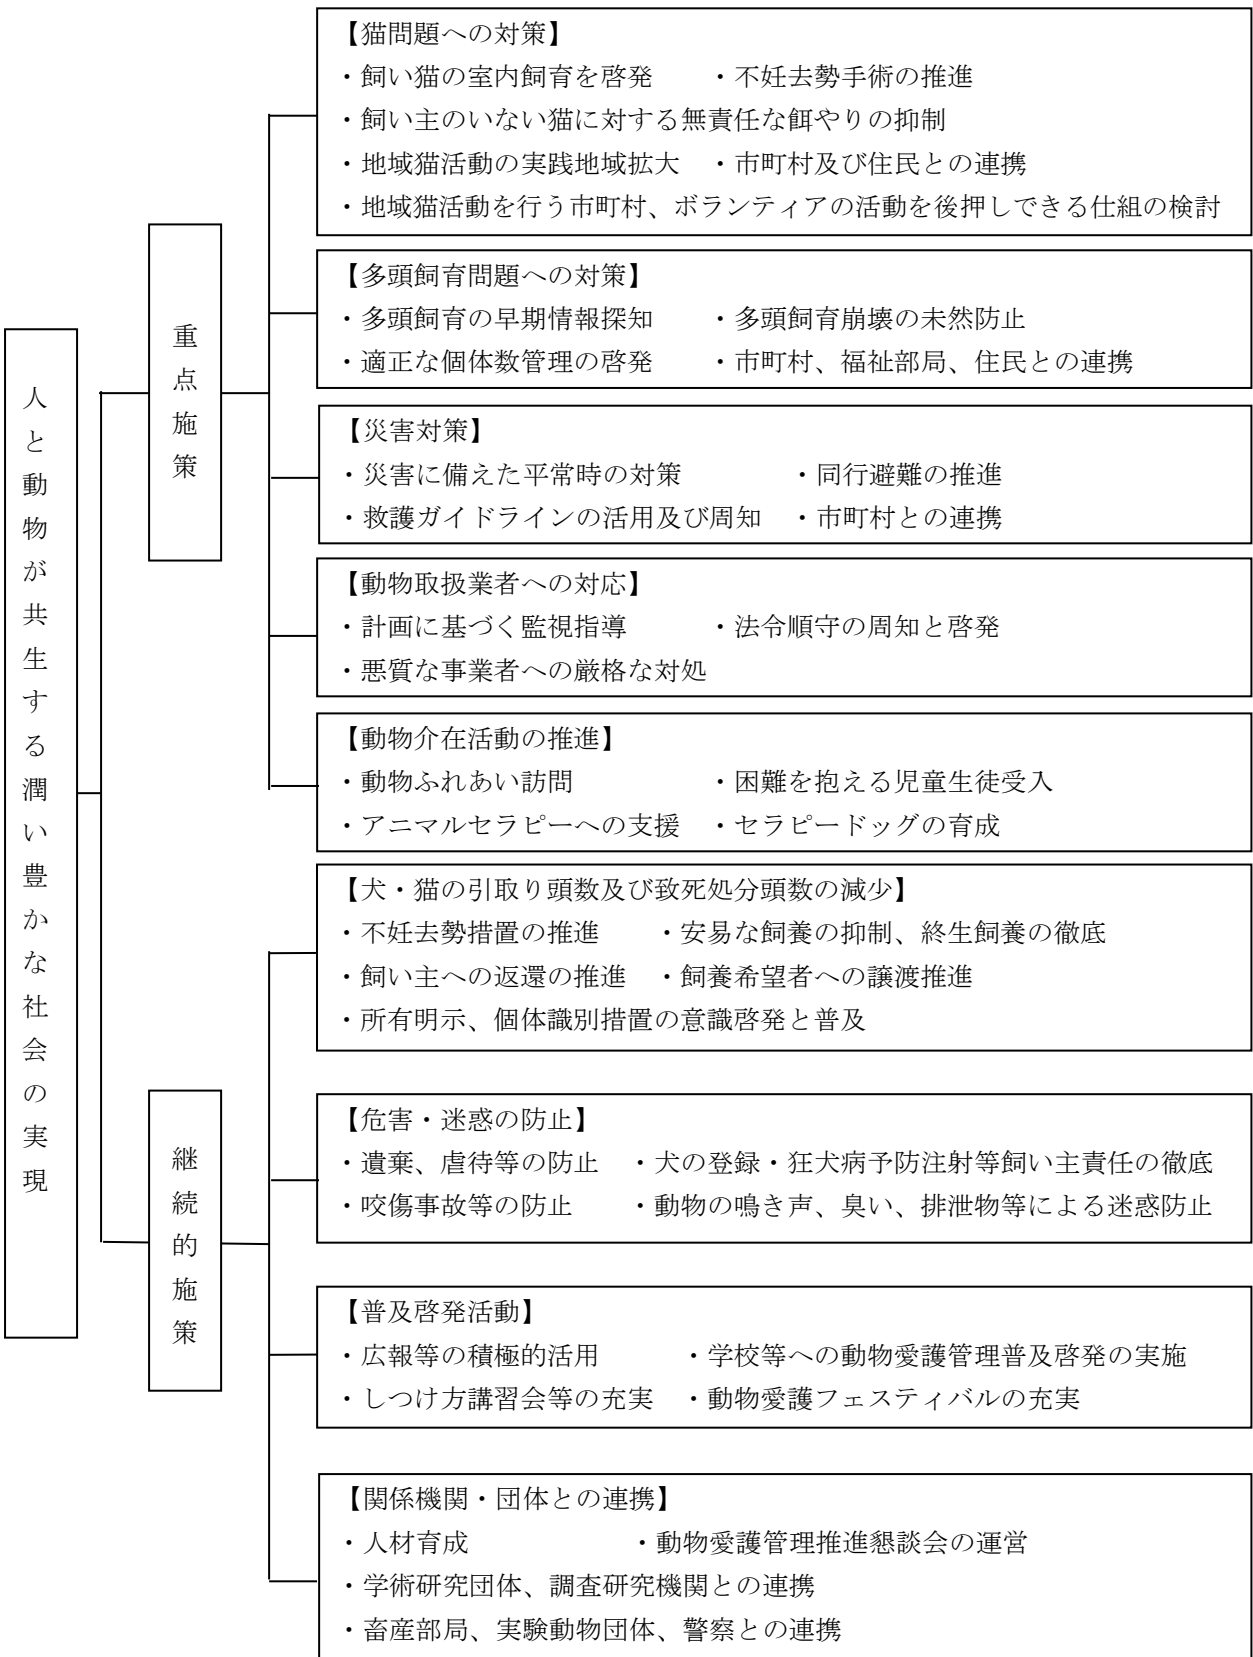 人と動物が共生する潤い豊かな社会の実現
重点施策
【猫問題への対策】
・飼い猫の室内飼育を啓発　　・不妊去勢手術の推進
・飼い主のいない猫に対する無責任な餌やりの抑制
・地域猫活動の実践地域拡大　・市町村及び住民との連携
・地域猫活動を行う市町村、ボランティアの活動を後押しできる仕組の検討
【多頭飼育問題への対策】
・多頭飼育の早期情報探知　　・多頭飼育崩壊の未然防止
・適正な個体数管理の啓発　　・市町村、福祉部局、住民との連携
【災害対策】
・災害に備えた平常時の対策　　　　・同行避難の推進
・救護ガイドラインの活用及び周知　・市町村との連携
【動物取扱業者への対応】
・計画に基づく監視指導　　　・法令順守の周知と啓発
・悪質な事業者への厳格な対処
【動物介在活動の推進】
・動物ふれあい訪問　　　　　・困難を抱える児童生徒受入
・アニマルセラピーへの支援　・セラピードッグの育成
継続的施策
【犬・猫の引取り頭数及び致死処分頭数の減少】
・不妊去勢措置の推進　　・安易な飼養の抑制、終生飼養の徹底
・飼い主への返還の推進　・飼養希望者への譲渡推進
・所有明示、個体識別措置の意識啓発と普及
【危害・迷惑の防止】
・遺棄、虐待等の防止　・犬の登録・狂犬病予防注射等飼い主責任の徹底
・咬傷事故等の防止　　・動物の鳴き声、臭い、排泄物等による迷惑防止
【普及啓発活動】
・広報等の積極的活用　　　・学校等への動物愛護管理普及啓発の実施
・しつけ方講習会等の充実　・動物愛護フェスティバルの充実
【関係機関・団体との連携】
・人材育成　　　　　　・動物愛護管理推進懇談会の運営
・学術研究団体、調査研究機関との連携
・畜産部局、実験動物団体、警察との連携